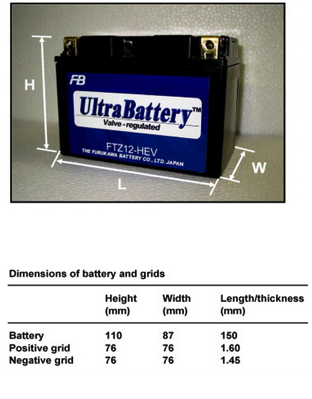 FB
H
UltraBattery™
Valve-regulated
FTZ12-HEV
THE FURUKAWA BATTERY CO., LTD. JAPAN
W
L
Dimensions of battery and grids
Height Width Length/thickness
(mm) (mm) (mm)
Battery 110 87 150
Positive grid 76 76 1.60
Negative grid 76 76 1.45